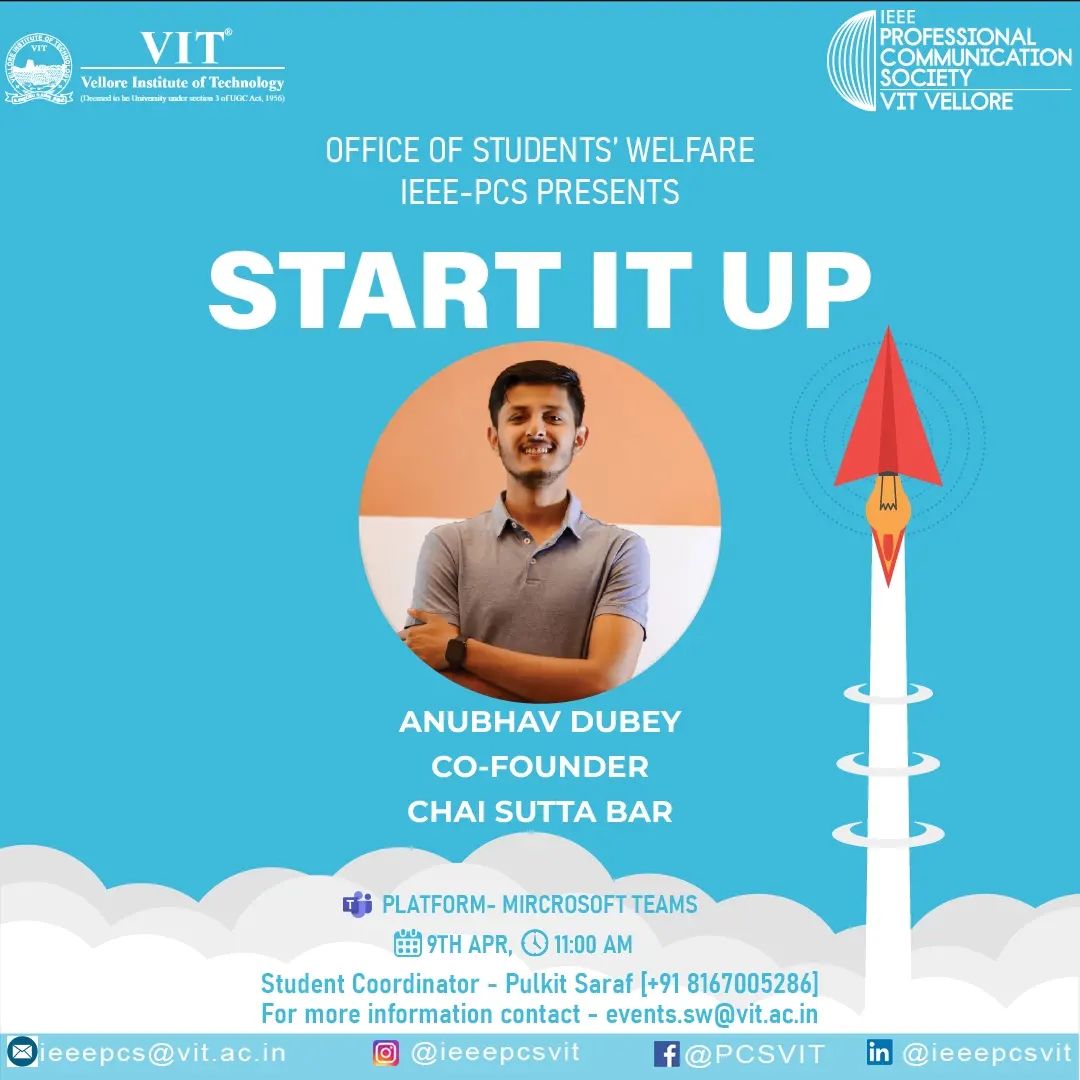 VIT®
Vellore Institute of Technology
(Deemed to be University under section 3 of UGC Act, 1956)
IEEE
PROFESSIONAL
COMMUNICATION
SOCIETY
VIT VELLORE
OFFICE OF STUDENTS' WELFARE
IEEE-PCS PRESENTS
START IT UP
ANUBHAV DUBEY
CO-FOUNDER
CHAI SUTTA BAR
PLATFORM- MIRCROSOFT TEAMS
9TH APR, 11:00 AM
Student Coordinator - Pulkit Saraf [+91 8167005286]
For more information contact - events.sw@vit.ac.in
ieeepcs@vit.ac.in @ieeepcsvit @PCSVIT @ieeepcsvit